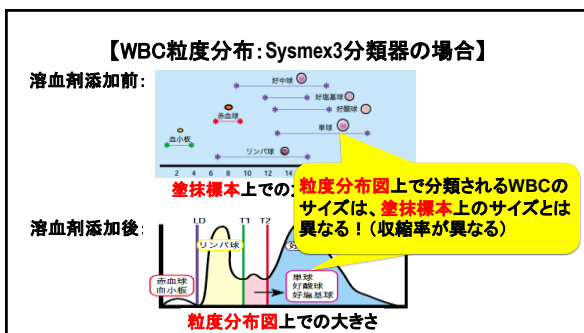 【WBC粒度分布：Sysmex3分類器の場合】
溶血剤添加前：
好中球
好塩基球
好酸球
赤血球
単球
血小板
リンパ球
2 4 6 8 10 12 14
塗抹標本上での大
粒度分布図上で分類されるWBCの
サイズは、塗抹標本上のサイズとは
異なる！（収縮率が異なる）
溶血剤添加後：
LD T1 T2
リンパ球
好
赤血球
血小板
単球
好酸球
好塩基球
粒度分布図上での大きさ